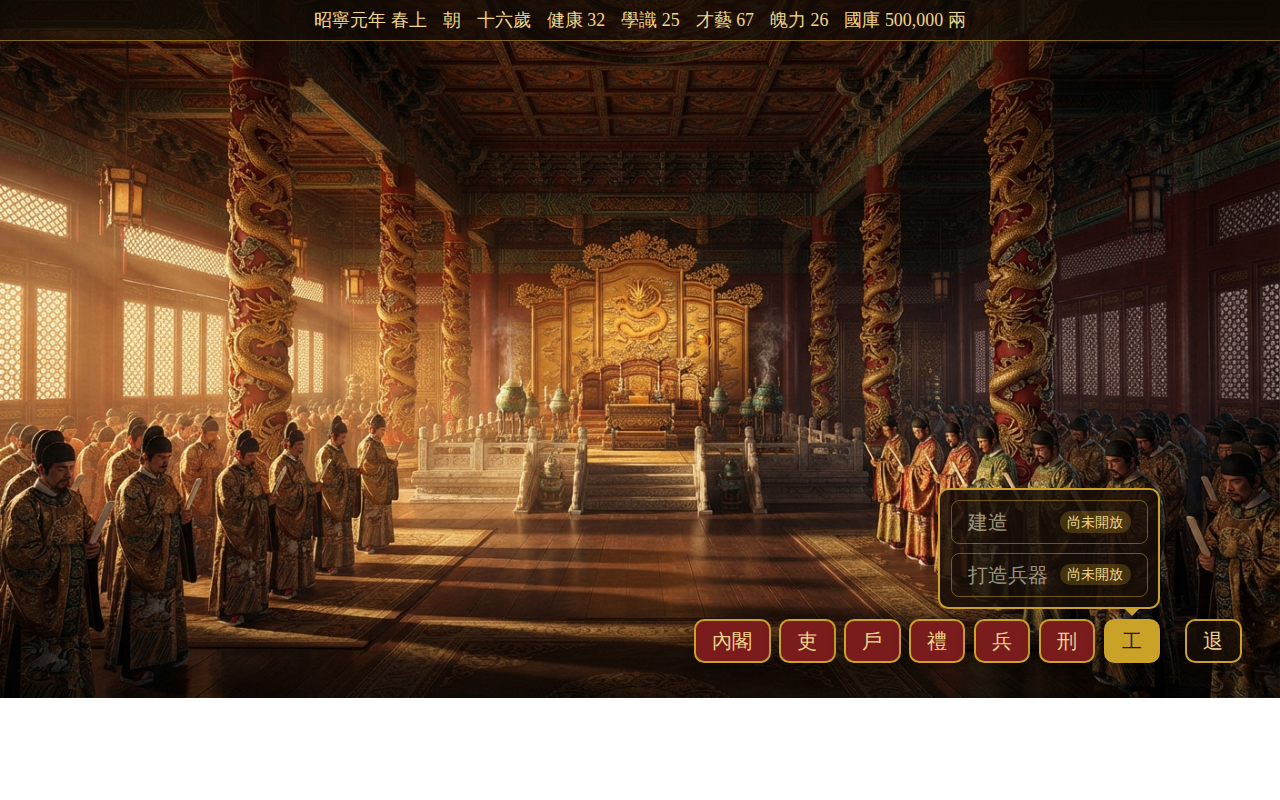 昭寧元年 春上 朝 十六歲 健康 32 學識 25 才藝 67 魄力 26 國庫 500,000 兩
建造 尚未開放
打造兵器 尚未開放
內閣 吏 戶 禮 兵 刑 工 退